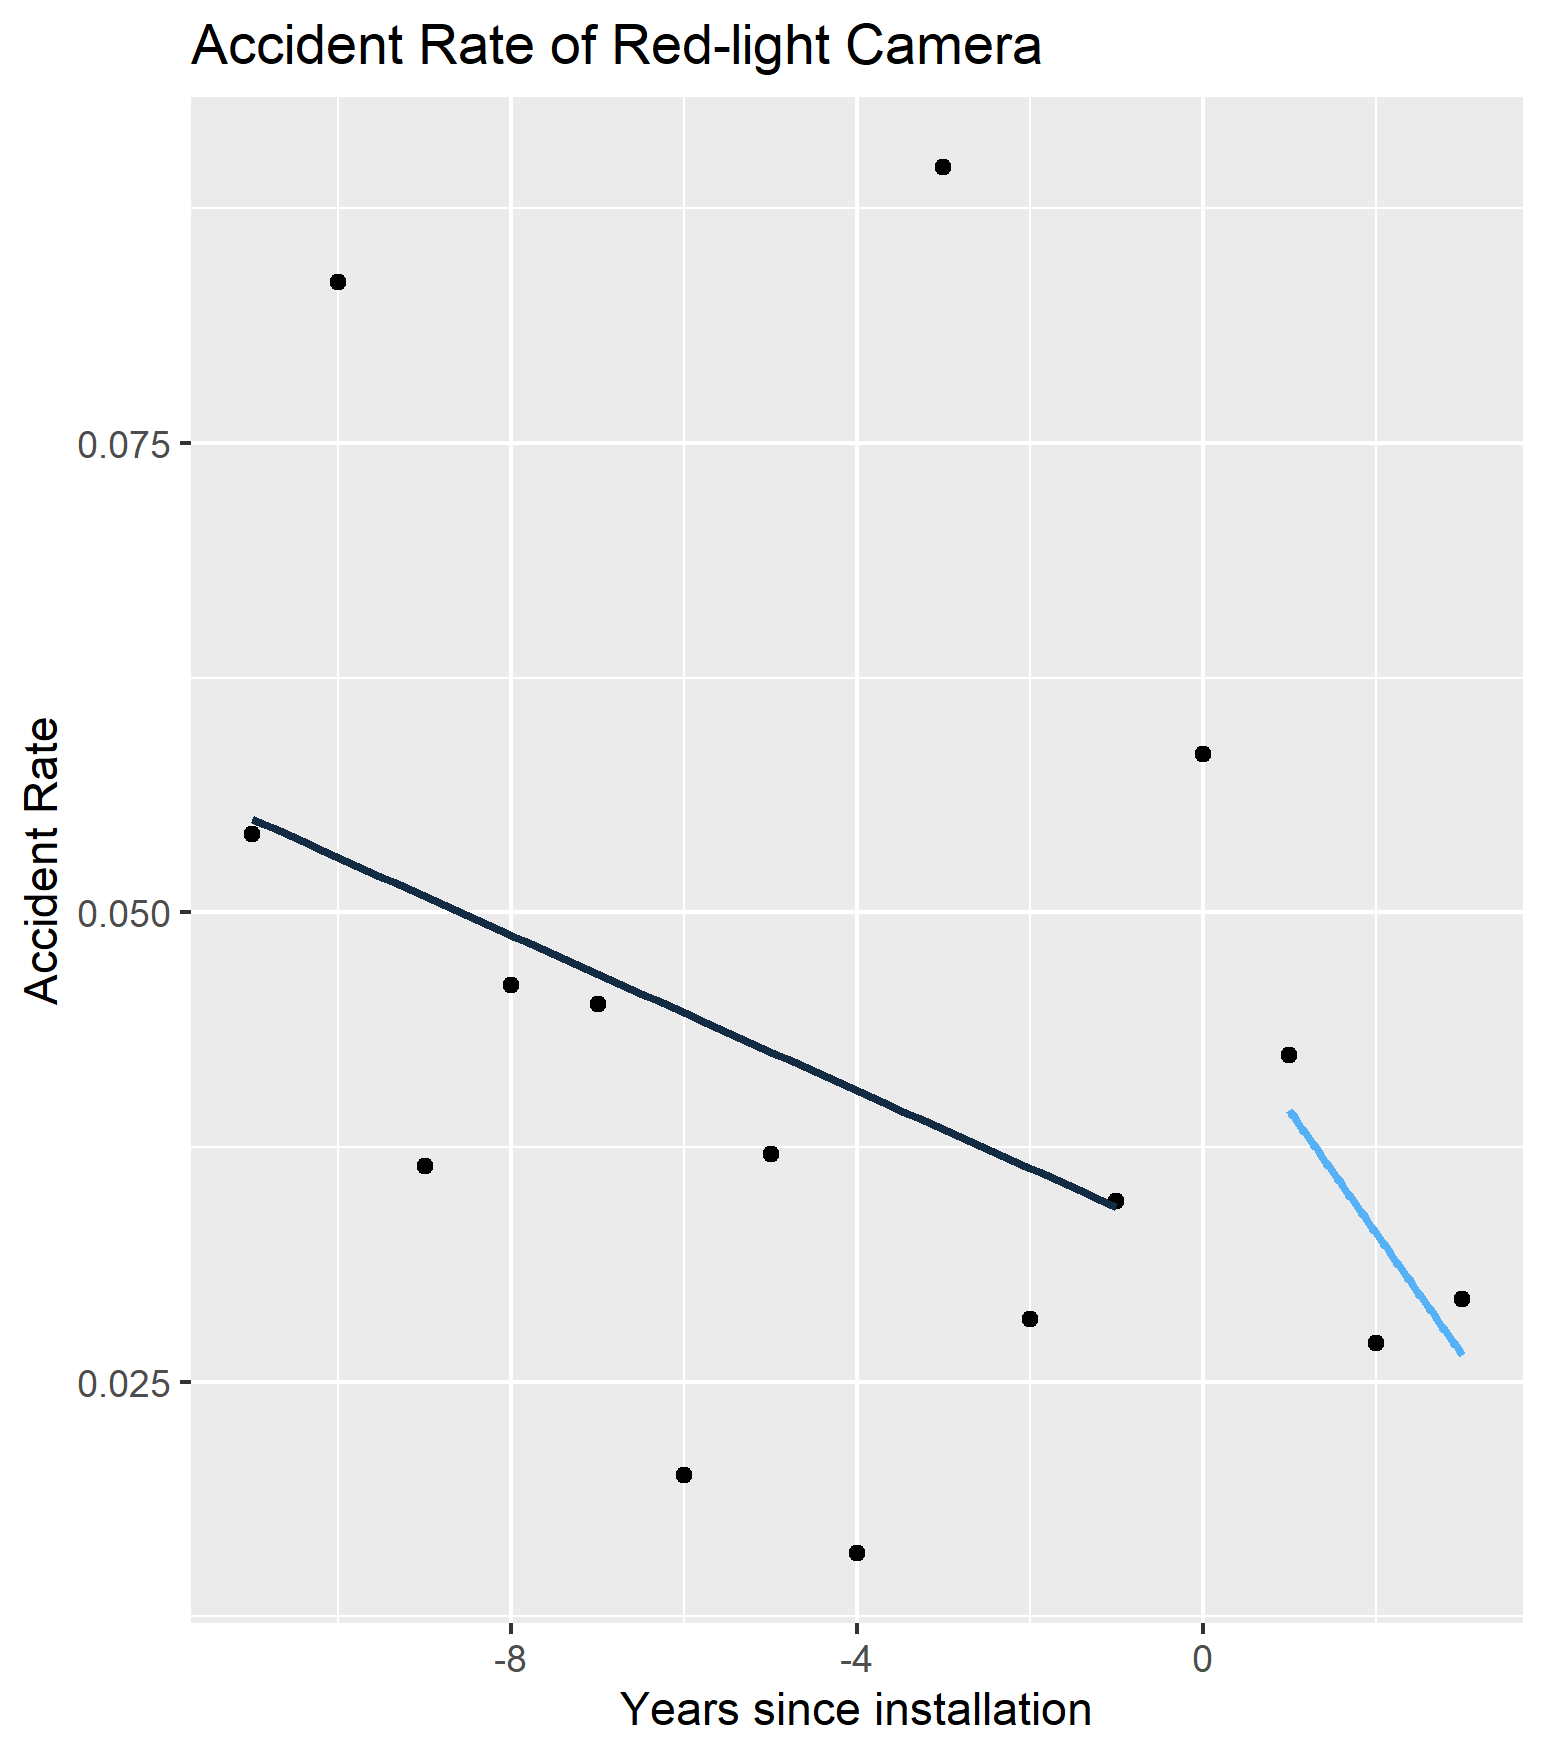 Accident Rate of Red-light Camera
Accident Rate
0.075
0.050
0.025
-8
-4
0
Years since installation